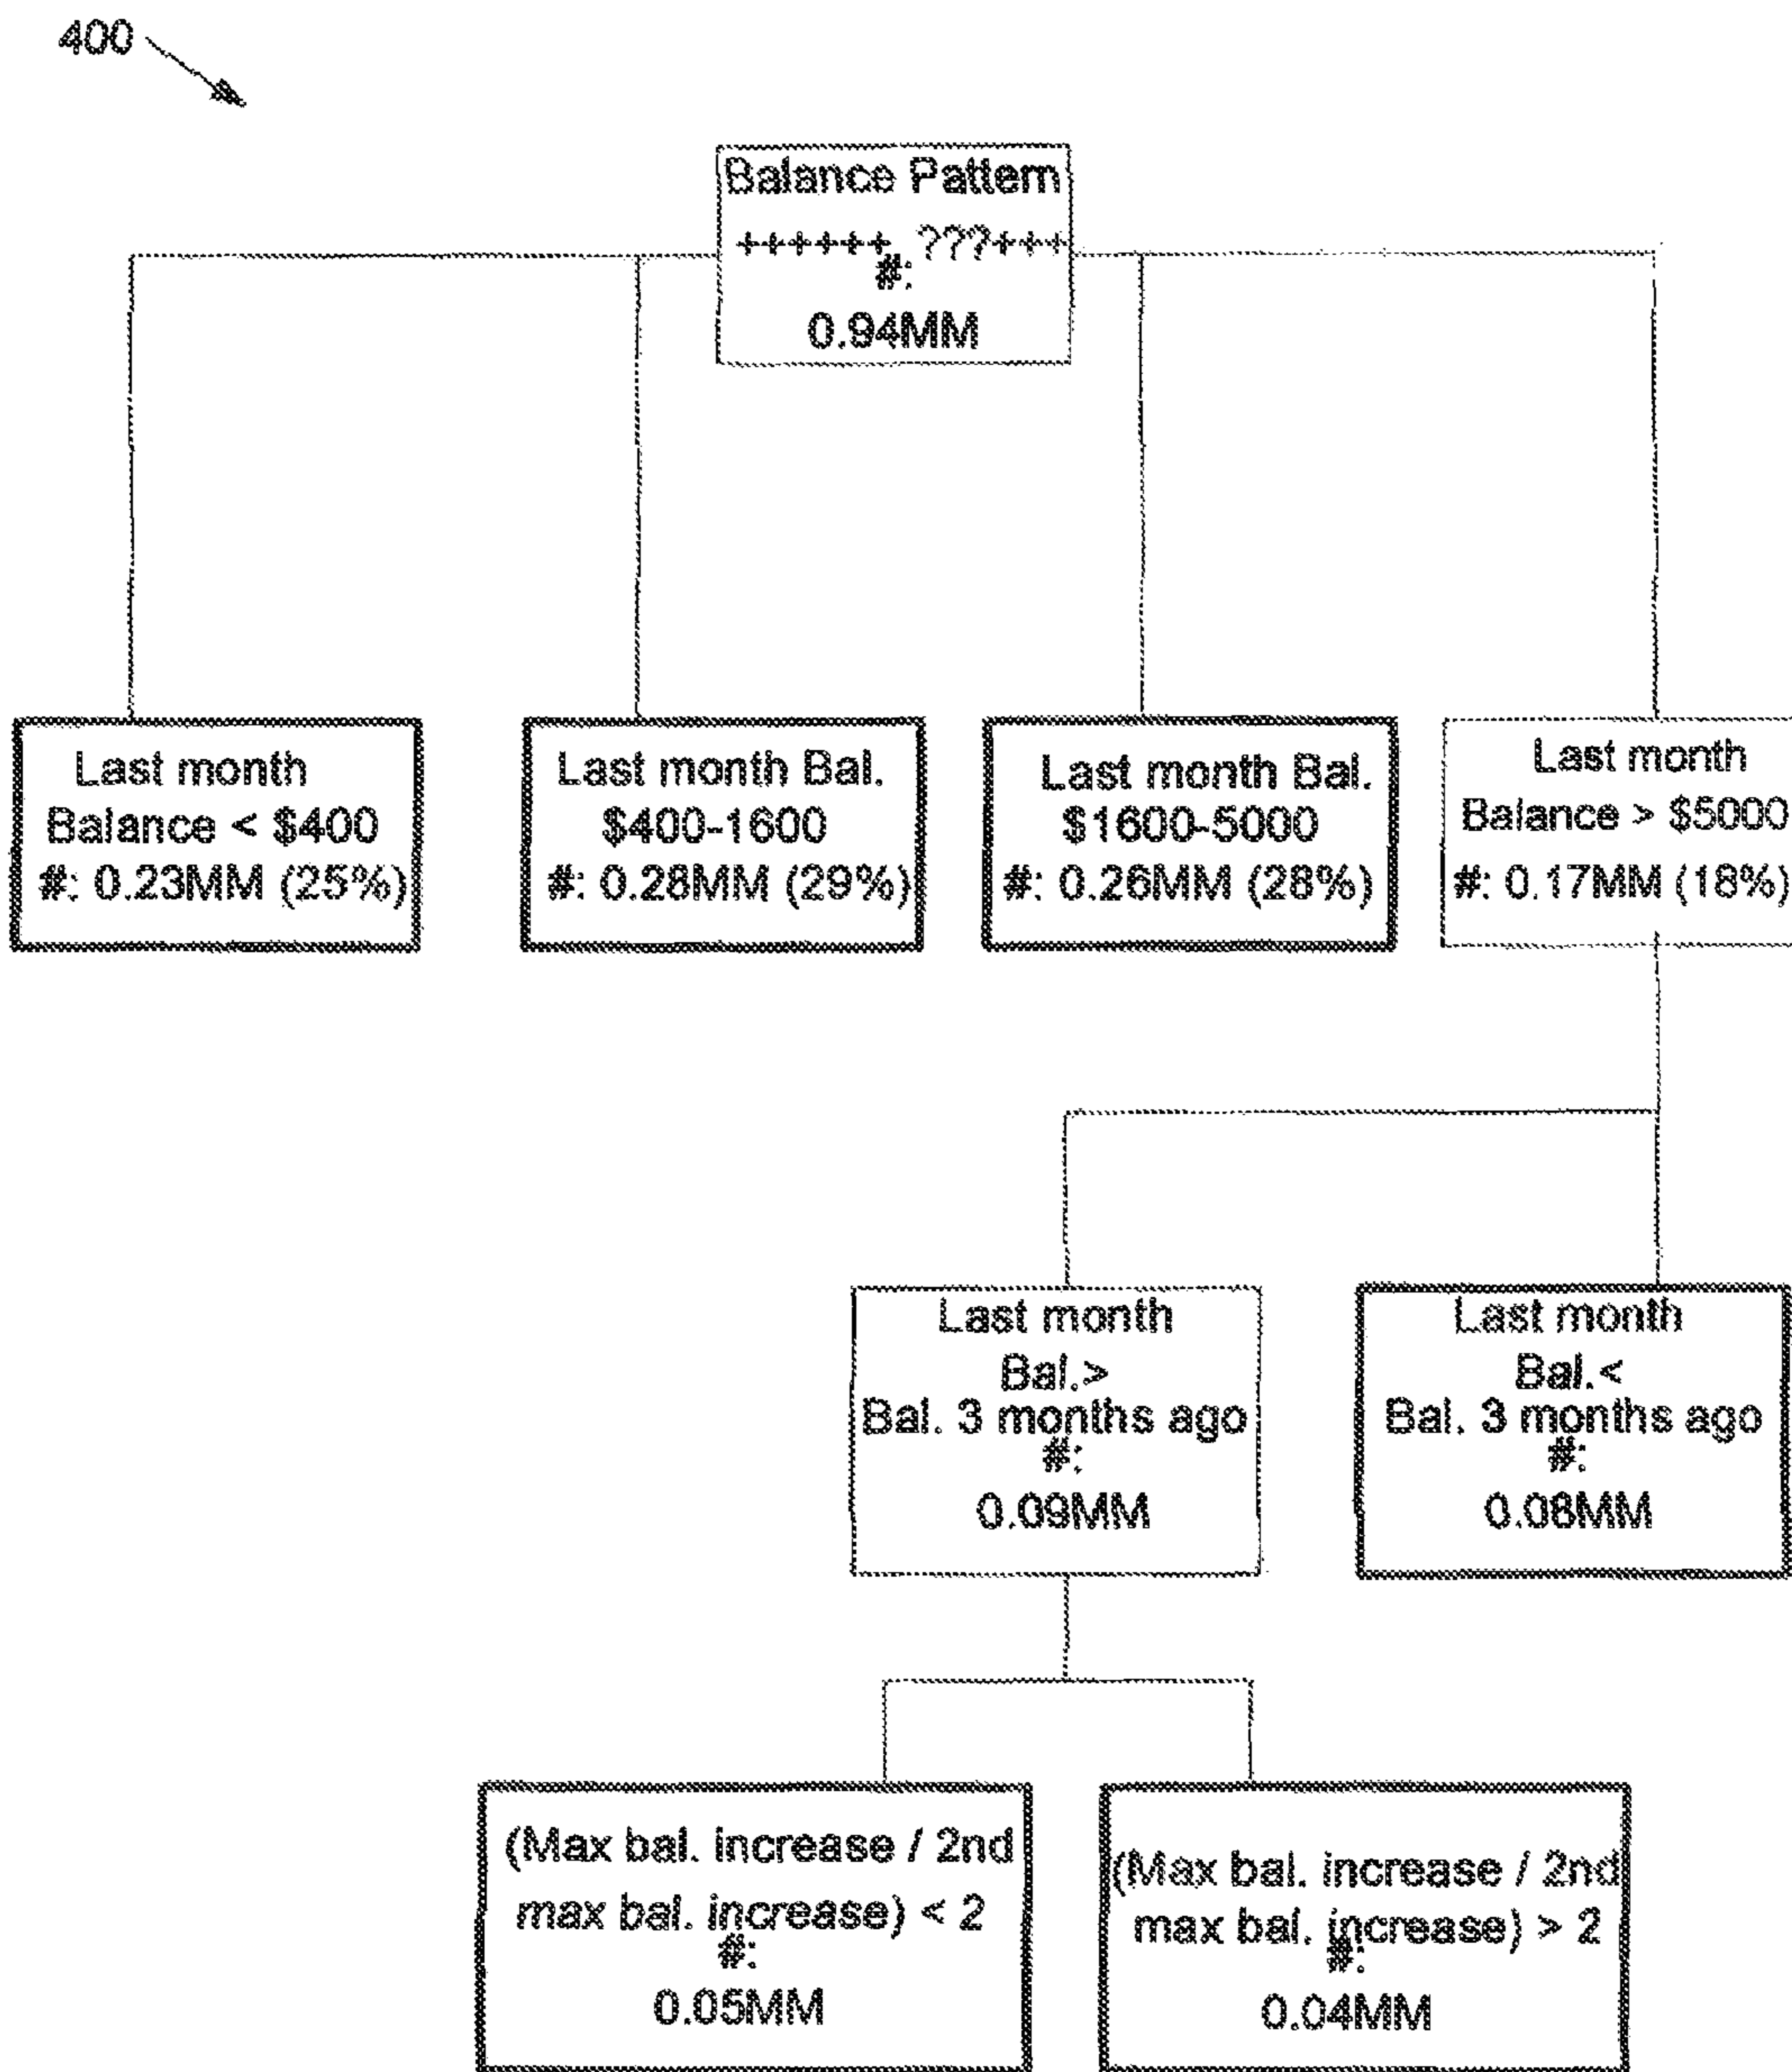 400
Balance Pattern
++++++, ???+++
#:
0.94MM
Last month
Balance < $400
#: 0.23MM (25%)
Last month Bal.
$400-1600
#: 0.28MM (29%)
Last month Bal.
$1600-5000
#: 0.26MM (28%)
Last month
Balance > $5000
#: 0.17MM (18%)
Last month
Bal.>
Bal. 3 months ago
#:
0.09MM
Last month
Bal.<
Bal. 3 months ago
#:
0.08MM
(Max bal. increase / 2nd
max bal. increase) < 2
#:
0.05MM
(Max bal. increase / 2nd
max bal. increase) > 2
#:
0.04MM